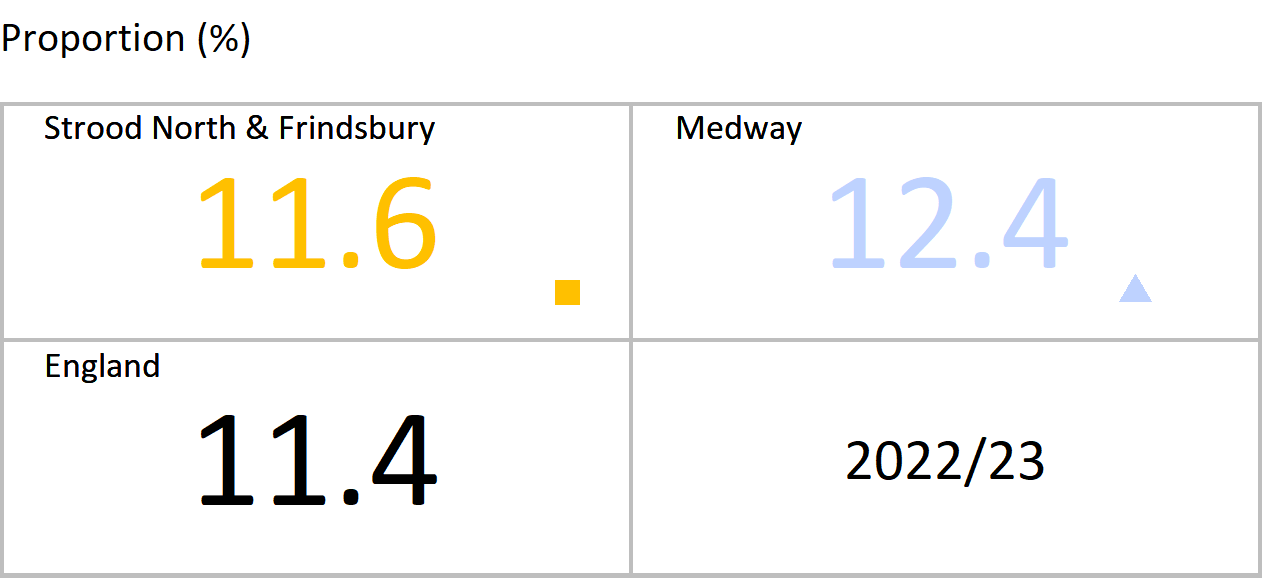 Proportion (%)
Strood North & Frindsbury
11.6
Medway
12.4
England
11.4
2022/23